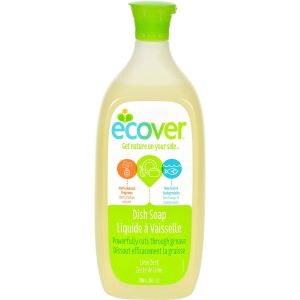 ecover
Get nature on your side..
Dish Soap
Liquide à Vaisselle
Powerfully cuts through grease
Dissout efficacement la graisse
Lime Zest
Zeste de Lime